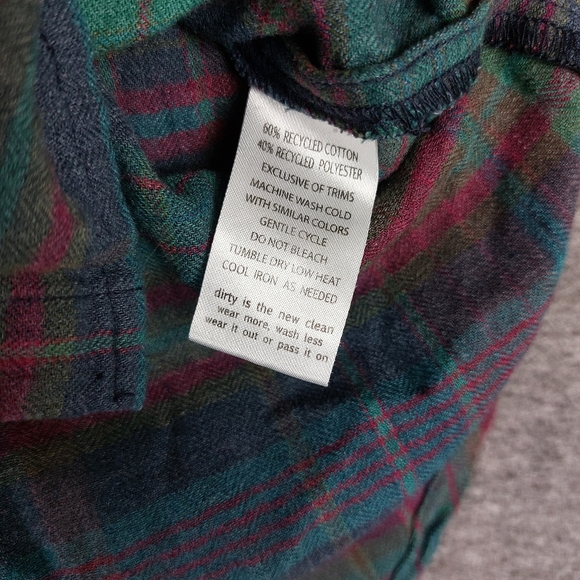 60% RECYCLED COTTON
40% RECYCLED POLYESTER
EXCLUSIVE OF TRIMS
MACHINE WASH COLD
WITH SIMILAR COLORS
GENTLE CYCLE
DO NOT BLEACH
TUMBLE DRY LOW HEAT
COOL IRON AS NEEDED
dirty is the new clean
wear more, wash less
wear it out or pass it on